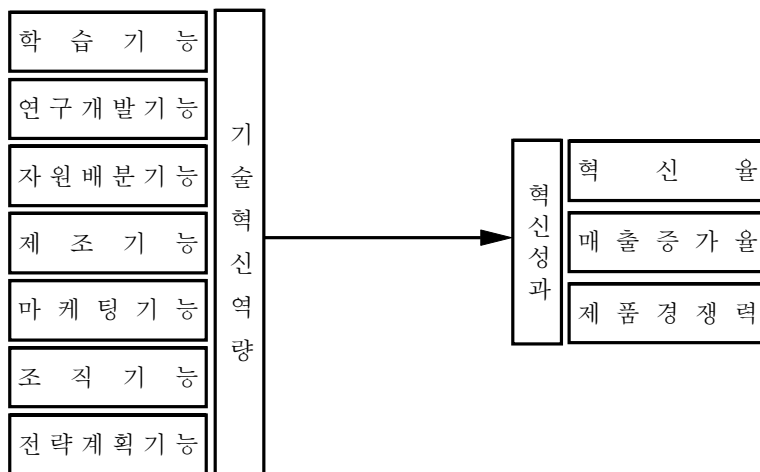 학습기능
연구개발기능
자원배분기능
제조기능
마케팅기능
조직기능
전략계획기능
기술혁신역량
혁신성과
혁신율
매출증가율
제품경쟁력